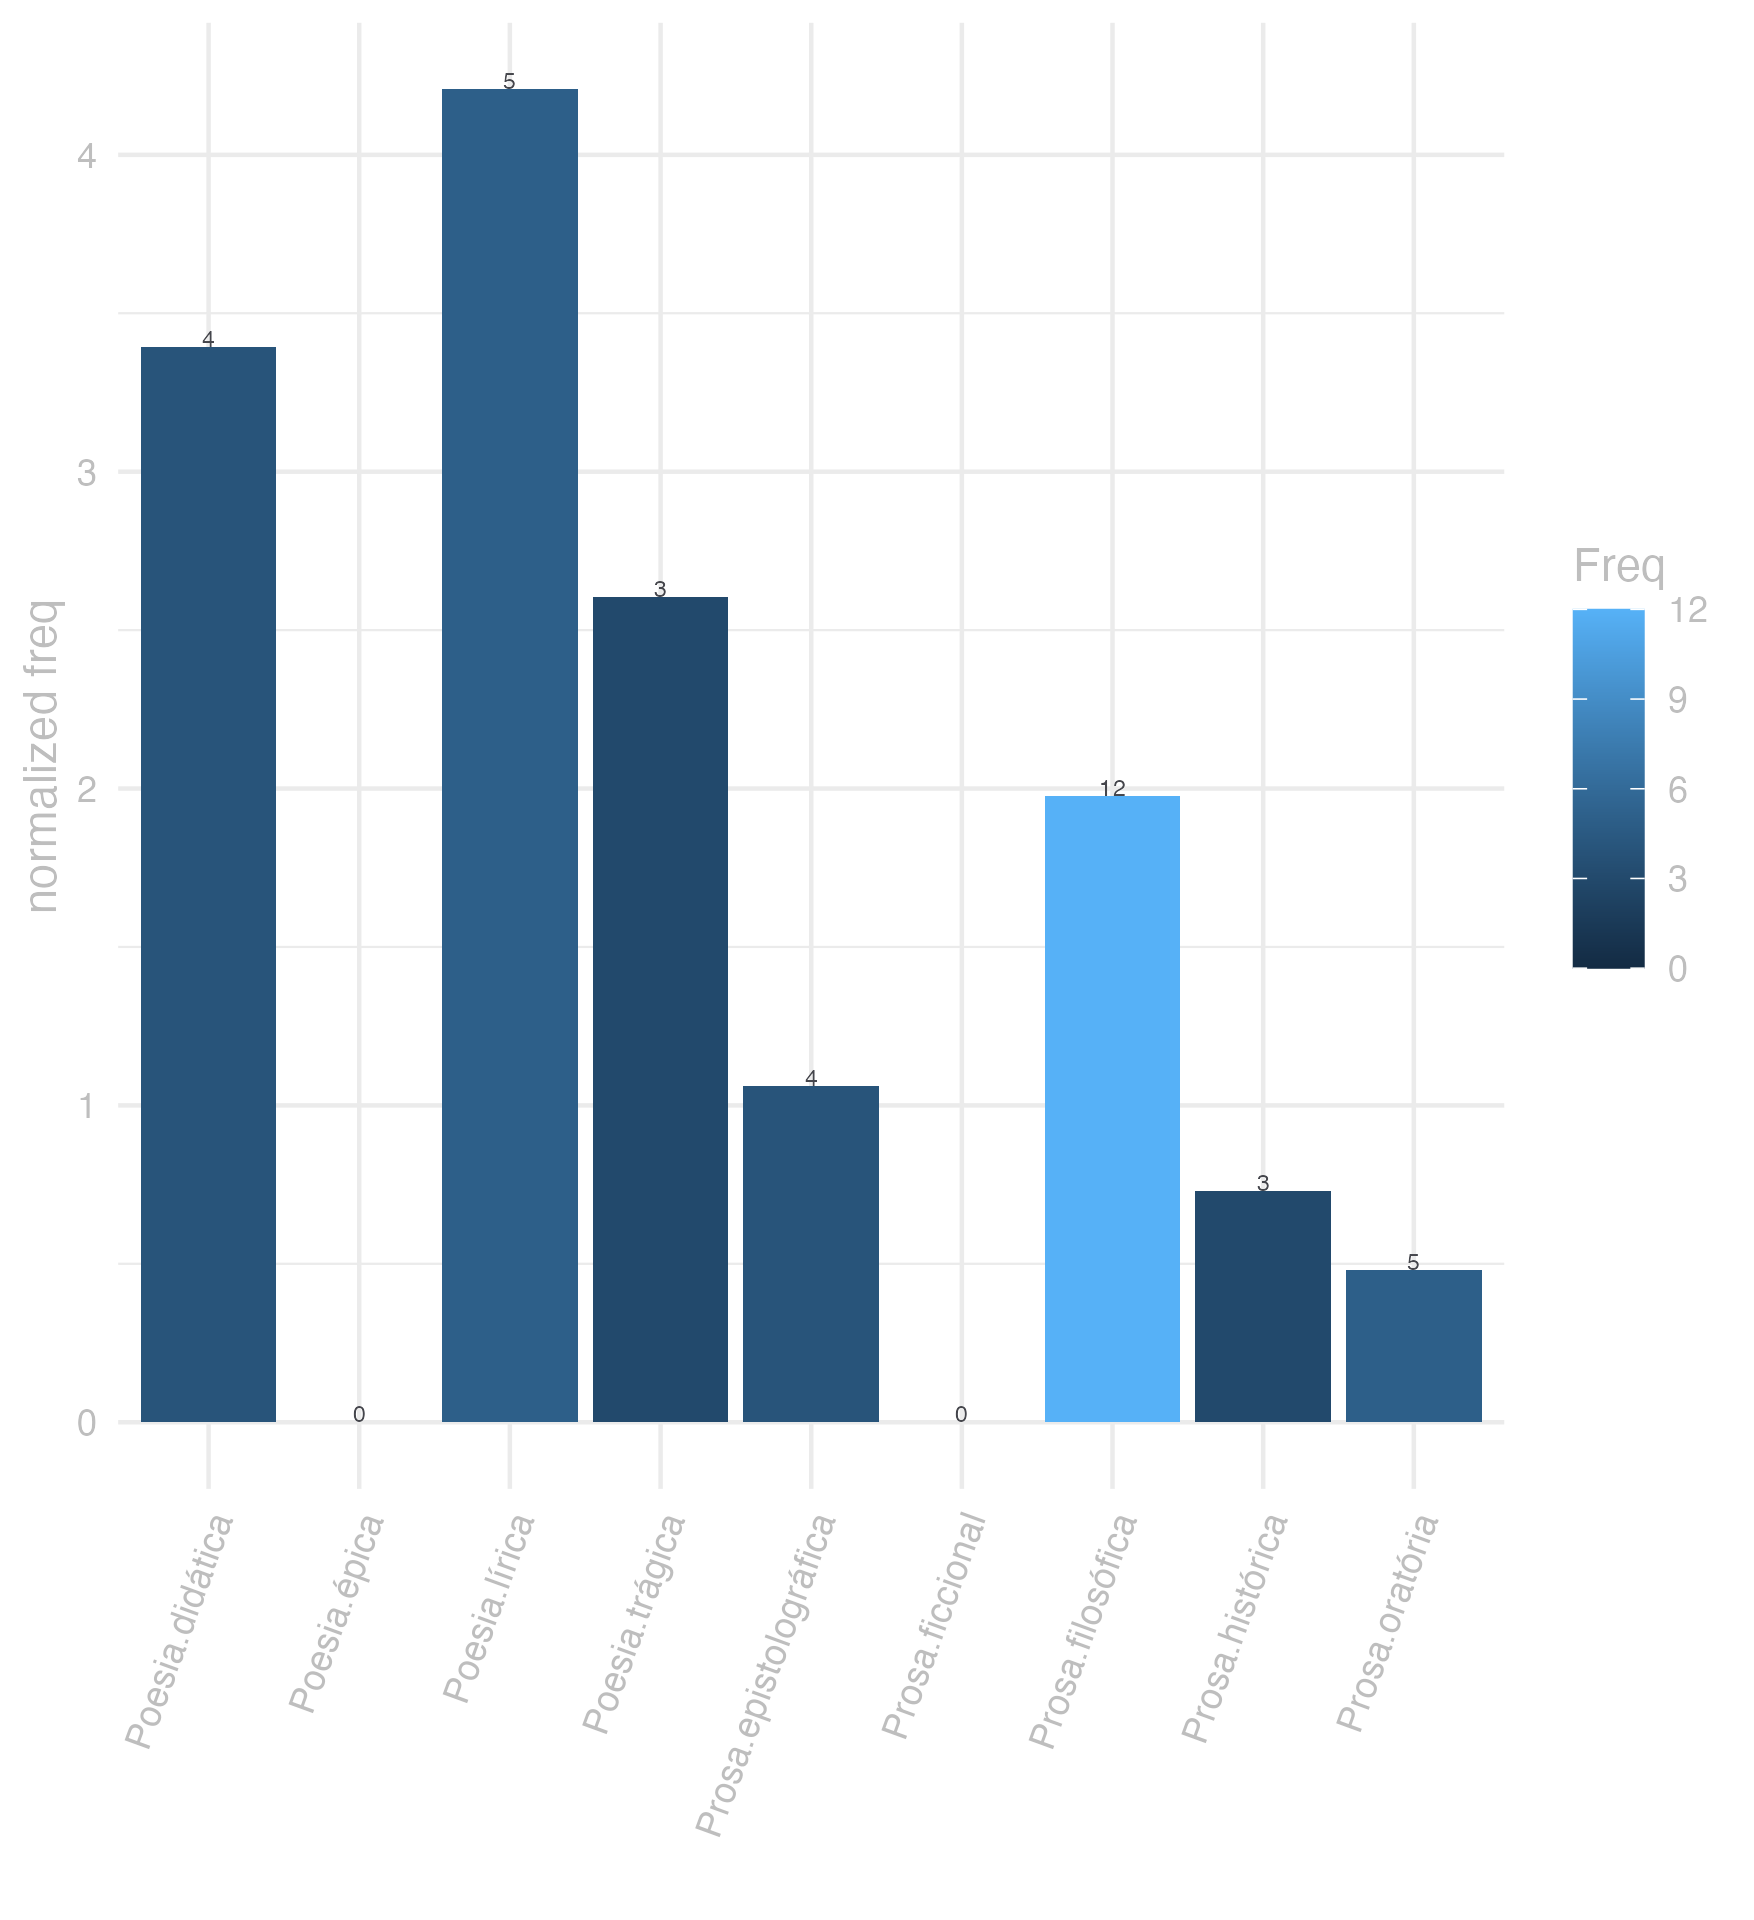 normalized freq
4
3
2
1
0
5
4
3
12
4
3
5
0
0
Poesia.didática
Poesia.épica
Poesia.lírica
Poesia.trágica
Prosa.epistolográfica
Prosa.ficcional
Prosa.filosófica
Prosa.histórica
Prosa.oratória
Freq
12
9
6
3
0